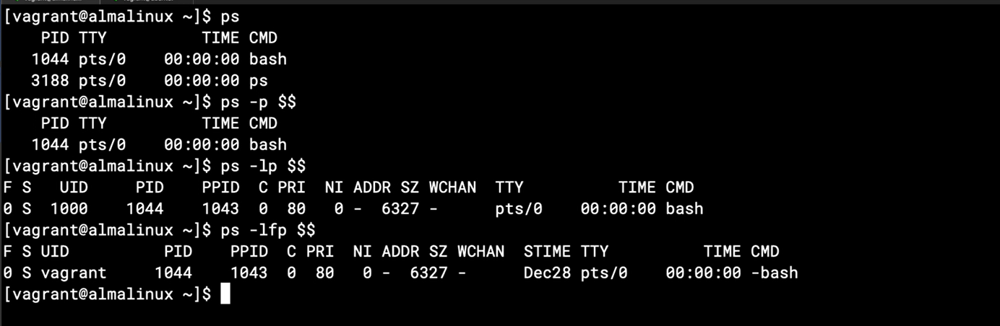 [vagrant@almalinux ~]$ ps
    PID TTY          TIME CMD
   1044 pts/0    00:00:00 bash
   3188 pts/0    00:00:00 ps
[vagrant@almalinux ~]$ ps -p $$
    PID TTY          TIME CMD
   1044 pts/0    00:00:00 bash
[vagrant@almalinux ~]$ ps -lp $$
F S   UID     PID    PPID  C PRI  NI ADDR SZ WCHAN  TTY          TIME CMD
0 S  1000    1044    1043  0  80   0 -  6327 -      pts/0    00:00:00 bash
[vagrant@almalinux ~]$ ps -lfp $$
F S UID          PID    PPID  C PRI  NI ADDR SZ WCHAN  STIME TTY          TIME CMD
0 S vagrant     1044    1043  0  80   0 -  6327 -      Dec28 pts/0    00:00:00 -bash
[vagrant@almalinux ~]$